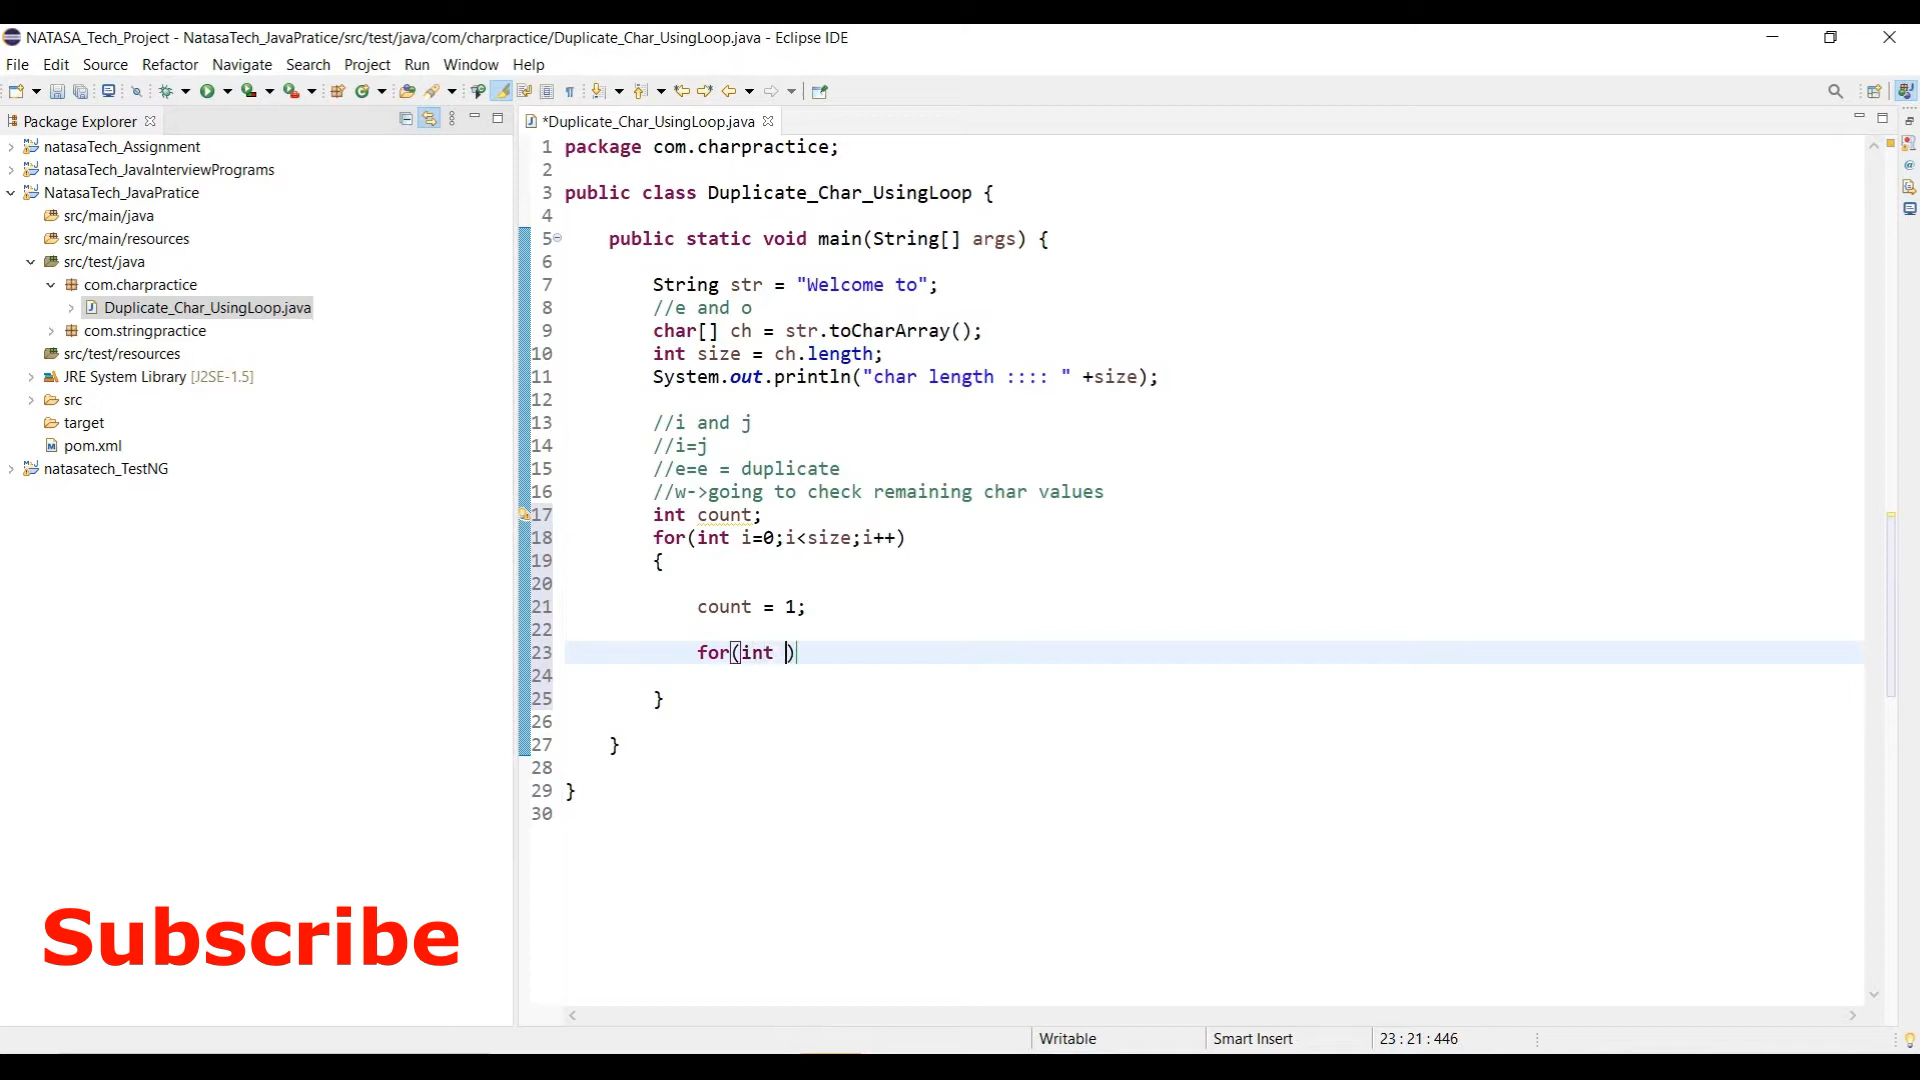 NATASA_Tech_Project - NatasaTech_JavaPratice/src/test/java/com/charpractice/Duplicate_Char_UsingLoop.java - Eclipse IDE
File Edit Source Refactor Navigate Search Project Run Window Help
Package Explorer
natasaTech_Assignment
natasaTech_JavaInterviewPrograms
NatasaTech_JavaPratice
src/main/java
src/main/resources
src/test/java
com.charpractice
Duplicate_Char_UsingLoop.java
com.stringpractice
src/test/resources
JRE System Library [J2SE-1.5]
src
target
pom.xml
natasatech_TestNG
Subscribe
*Duplicate_Char_UsingLoop.java
1 package com.charpractice;
2
3 public class Duplicate_Char_UsingLoop {
4
5 public static void main(String[] args) {
6
7 String str = "Welcome to";
8 //e and o
9 char[] ch = str.toCharArray();
10 int size = ch.length;
11 System.out.println("char length :::: " +size);
12
13 //i and j
14 //i=j
15 //e=e = duplicate
16 //w->going to check remaining char values
17 int count;
18 for(int i=0;i<size;i++)
19 {
20
21 count = 1;
22
23 for(int )
24
25 }
26
27 }
28
29 }
30
Writable Smart Insert 23 : 21 : 446